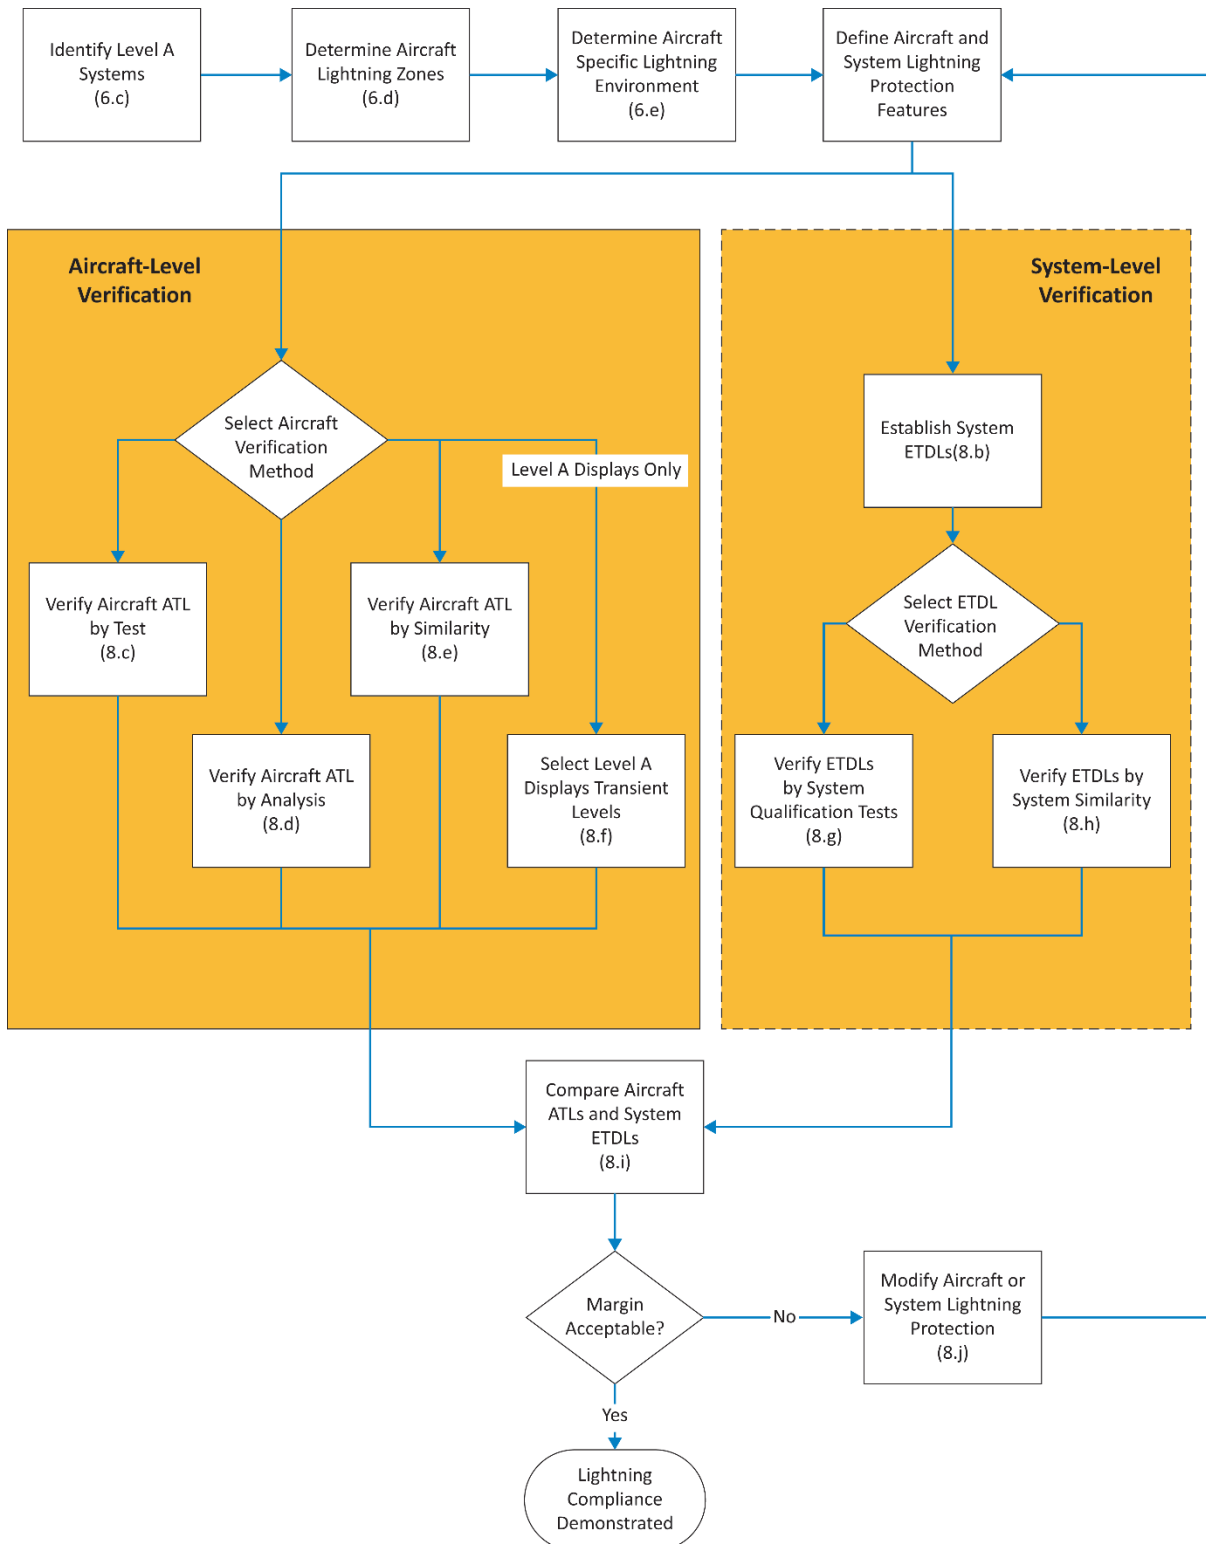 Identify Level A
Systems
(6.c)
Determine Aircraft
Lightning Zones
(6.d)
Determine Aircraft
Specific Lightning
Environment
(6.e)
Define Aircraft and
System Lightning
Protection
Features
Aircraft-Level
Verification
System-Level
Verification
Select Aircraft
Verification
Method
Level A Displays Only
Establish System
ETDLs(8.b)
Verify Aircraft ATL
by Test
(8.c)
Verify Aircraft ATL
by Similarity
(8.e)
Select ETDL
Verification
Method
Verify Aircraft ATL
by Analysis
(8.d)
Select Level A
Displays Transient
Levels
(8.f)
Verify ETDLs
by System
Qualification Tests
(8.g)
Verify ETDLs by
System Similarity
(8.h)
Compare Aircraft
ATLs and System
ETDLs
(8.i)
Margin
Acceptable?
No
Modify Aircraft or
System Lightning
Protection
(8.j)
Yes
Lightning
Compliance
Demonstrated